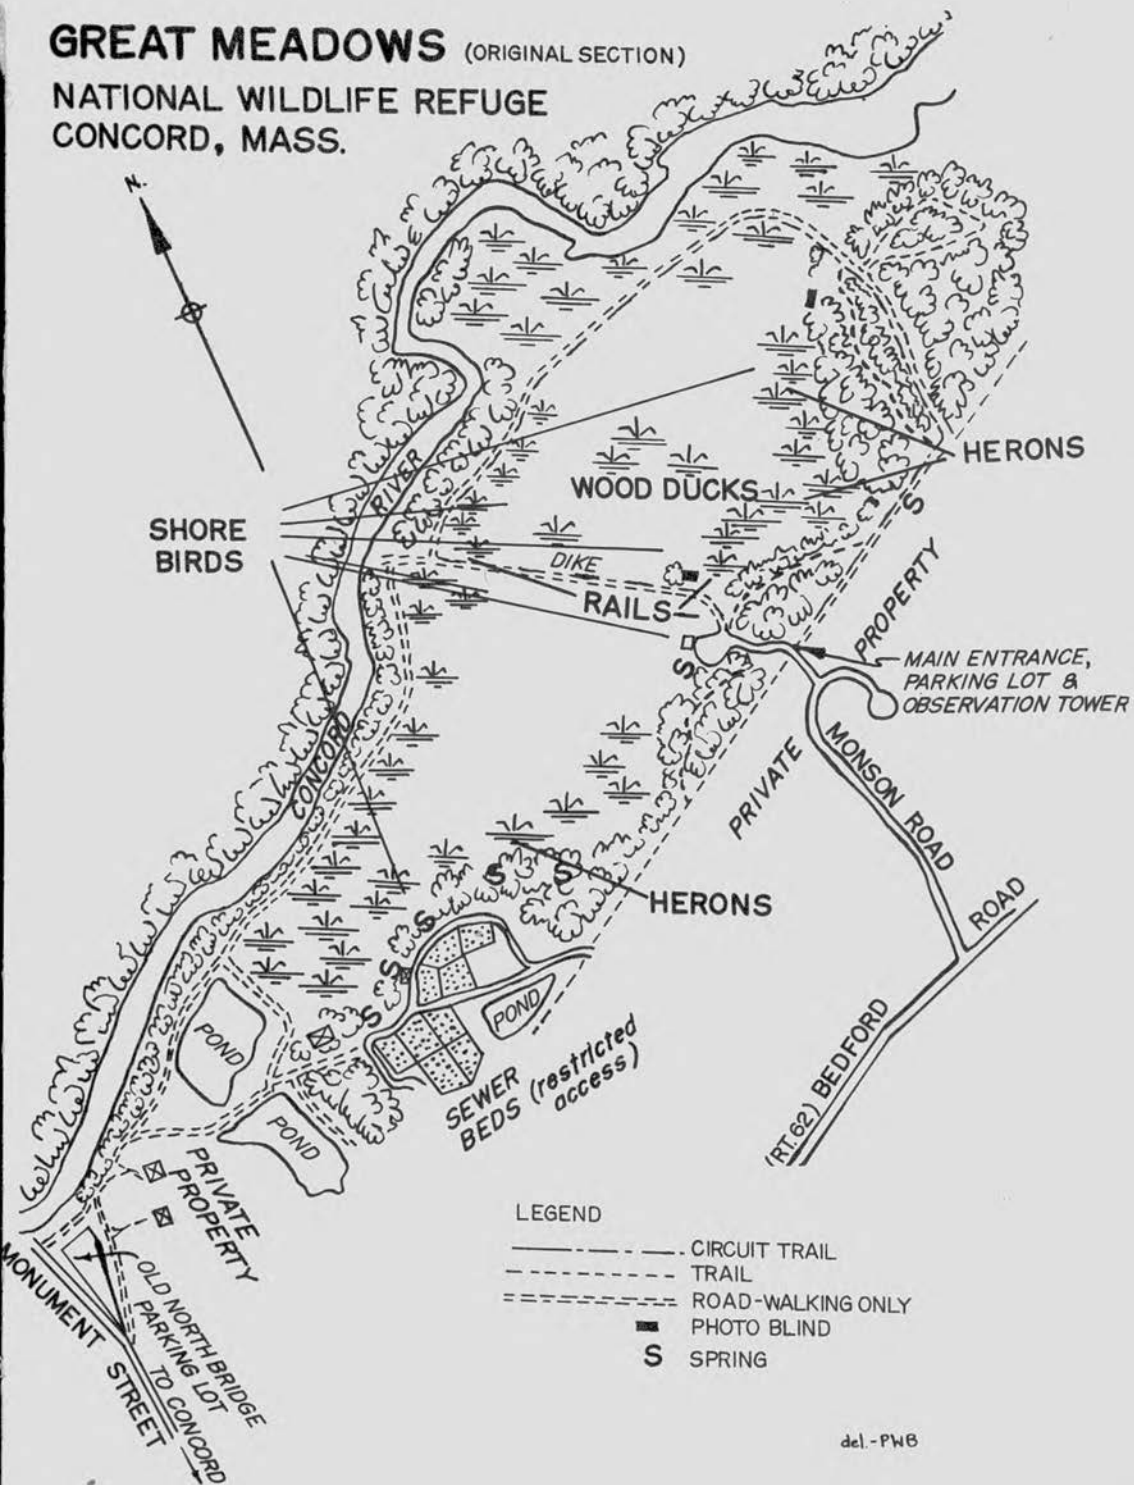 GREAT MEADOWS (ORIGINAL SECTION)
NATIONAL WILDLIFE REFUGE
CONCORD, MASS.
N.
HERONS
RIVER
WOOD DUCKS
SHORE
BIRDS
S
DIKE
RAILS
PROPERTY
MAIN ENTRANCE,
PARKING LOT &
OBSERVATION TOWER
S
CONCORD
PRIVATE
MONSON ROAD
S
S
HERONS
ROAD
S
S
S
POND
POND
(RT. 62) BEDFORD
SEWER
BEDS (restricted
access)
POND
PRIVATE
PROPERTY
LEGEND
CIRCUIT TRAIL
TRAIL
ROAD-WALKING ONLY
PHOTO BLIND
S SPRING
MONUMENT STREET
OLD NORTH BRIDGE
PARKING LOT
TO CONCORD
del.-PWB